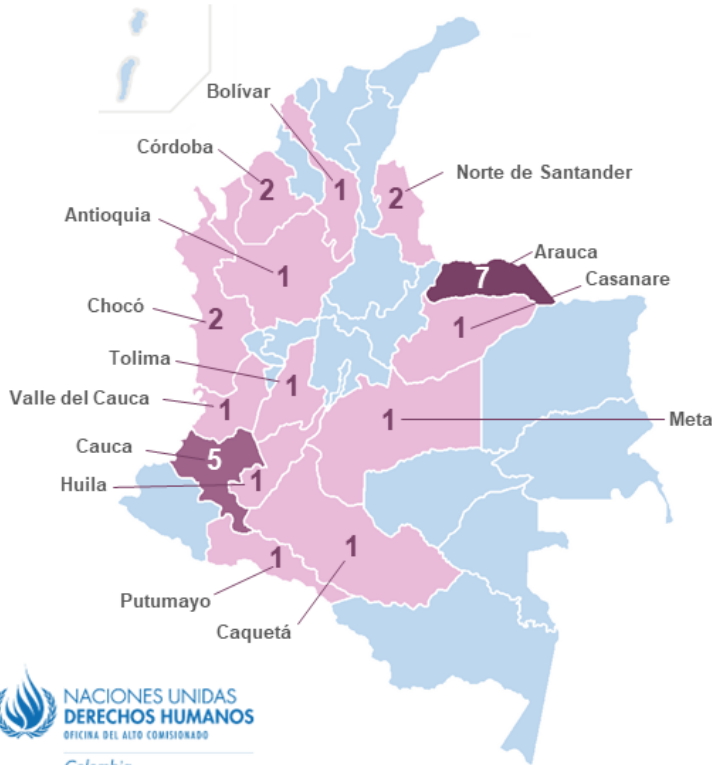 Bolívar
Córdoba
2
1
Norte de Santander
2
Antioquia
1
Arauca
7
Casanare
1
Chocó
2
Tolima
1
Valle del Cauca
1
Meta
1
Cauca
5
Huila
1
Putumayo
1
Caquetá
1
NACIONES UNIDAS
DERECHOS HUMANOS
OFICINA DEL ALTO COMISIONADO